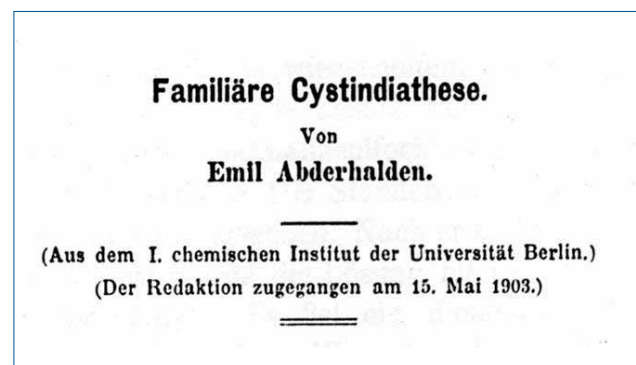 Familiäre Cystindiathese.
Von
Emil Abderhalden.
(Aus dem I. chemischen Institut der Universität Berlin.)
(Der Redaktion zugegangen am 15. Mai 1903.)